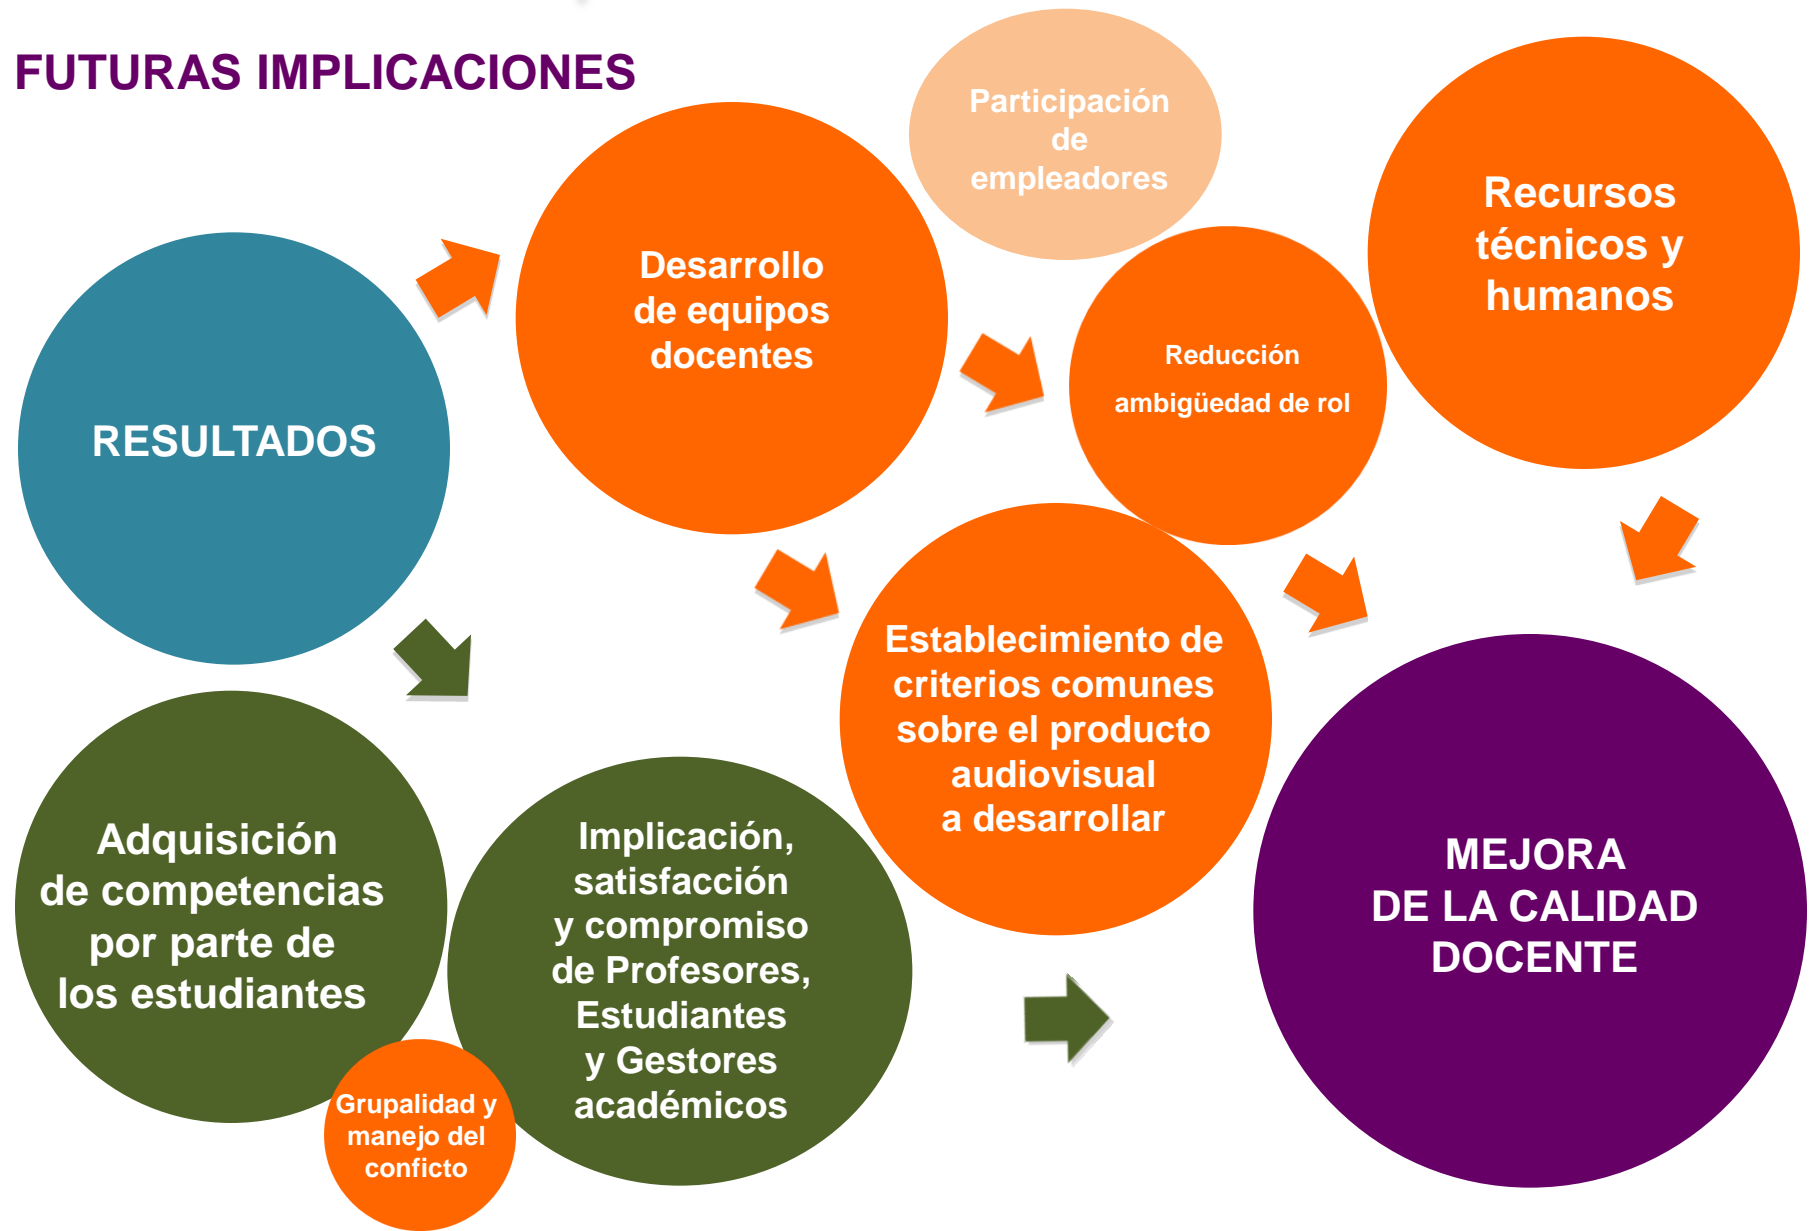 FUTURAS IMPLICACIONES
Participación
de
empleadores
Recursos
técnicos y
humanos
Desarrollo
de equipos
docentes
Reducción
ambigüedad de rol
RESULTADOS
Establecimiento de
criterios comunes
sobre el producto
audiovisual
a desarrollar
Adquisición
de competencias
por parte de
los estudiantes
Implicación,
satisfacción
y compromiso
de Profesores,
Estudiantes
y Gestores
académicos
MEJORA
DE LA CALIDAD
DOCENTE
Grupalidad y
manejo del
conficto